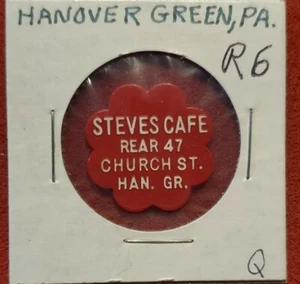 HANOVER GREEN, PA.
R6
STEVES CAFE
REAR 47
CHURCH ST.
HAN. GR.
Q